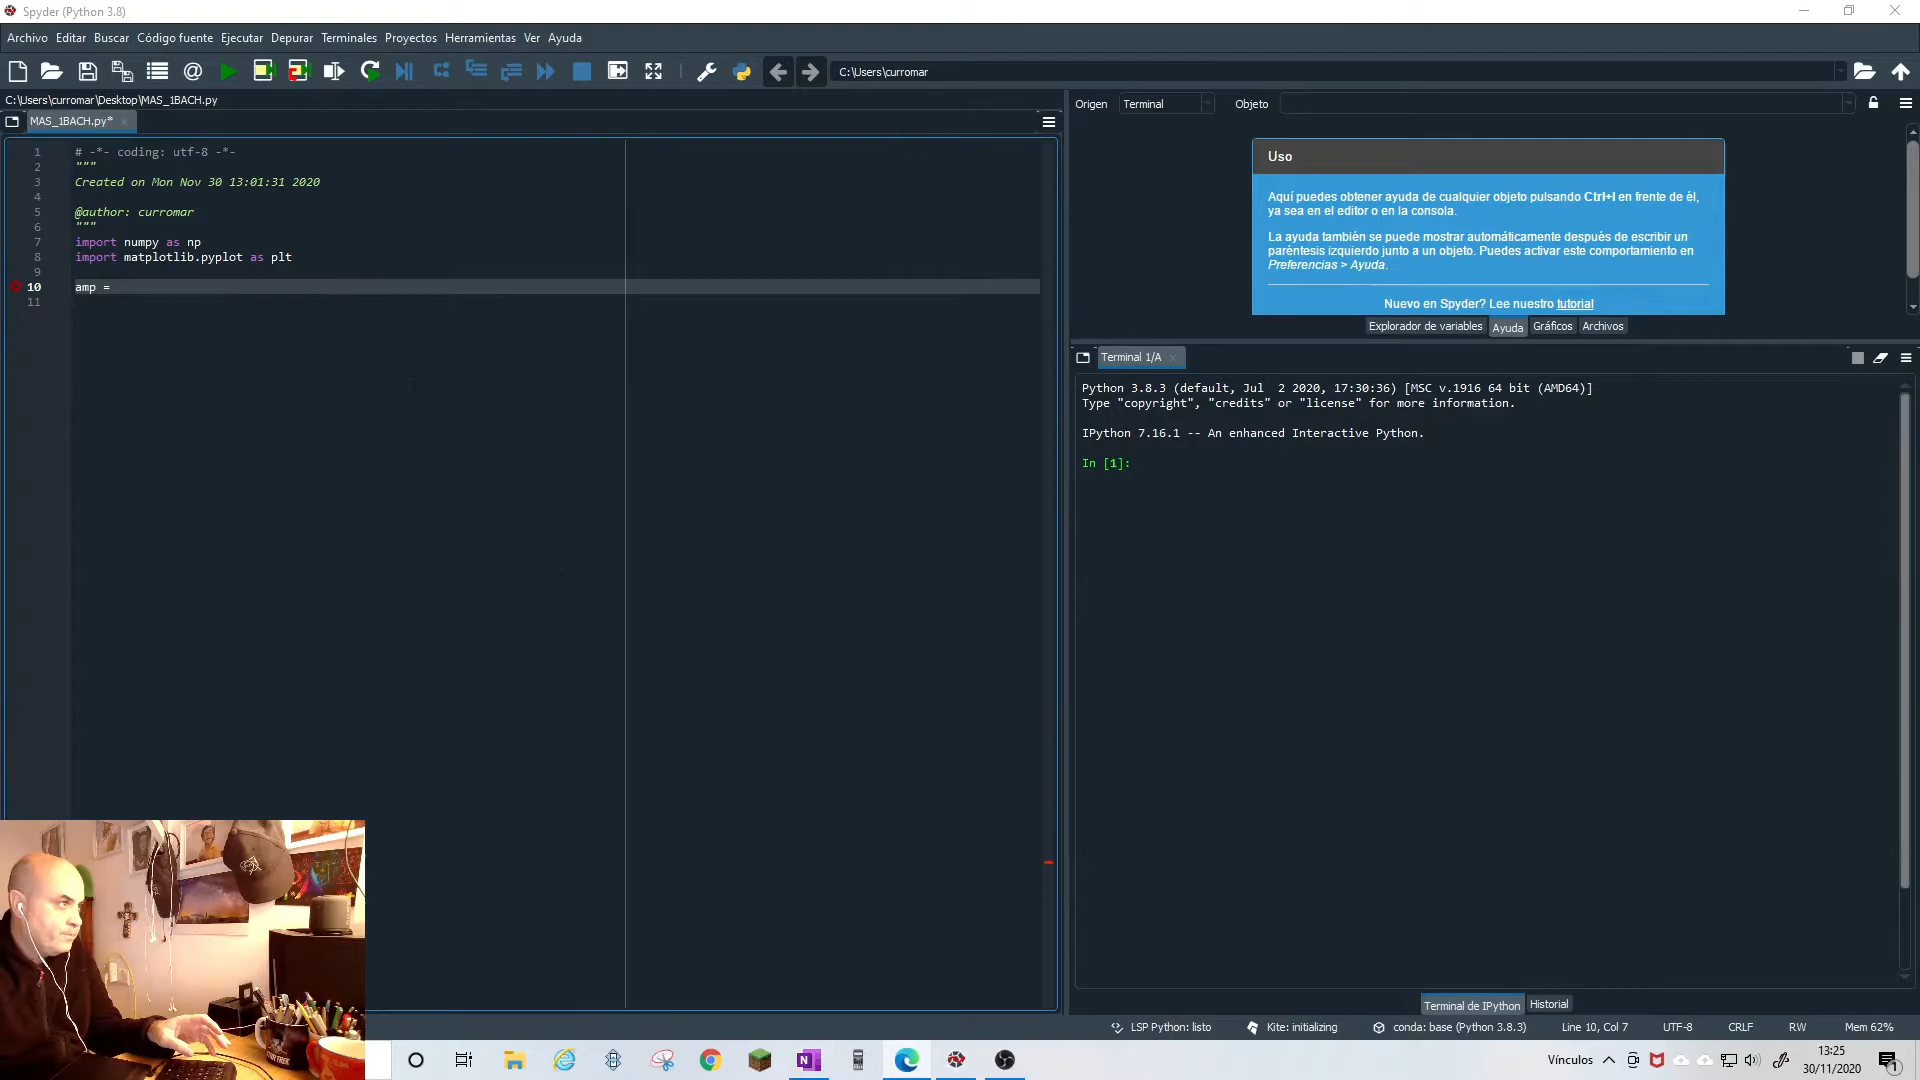 Spyder (Python 3.8)
Archivo Editar Buscar Código fuente Ejecutar Depurar Terminales Proyectos Herramientas Ver Ayuda
C:\Users\curromar
C:\Users\curromar\Desktop\MAS_1BACH.py
MAS_1BACH.py*
1 # -*- coding: utf-8 -*-
2 """
3 Created on Mon Nov 30 13:01:31 2020
4
5 @author: curromar
6 """
7 import numpy as np
8 import matplotlib.pyplot as plt
9
10 amp =
11
Origen Terminal Objeto
Uso
Aquí puedes obtener ayuda de cualquier objeto pulsando Ctrl+I en frente de él,
ya sea en el editor o en la consola.
La ayuda también se puede mostrar automáticamente después de escribir un
paréntesis izquierdo junto a un objeto. Puedes activar este comportamiento en
Preferencias > Ayuda.
Nuevo en Spyder? Lee nuestro tutorial
Explorador de variables Ayuda Gráficos Archivos
Terminal 1/A
Python 3.8.3 (default, Jul  2 2020, 17:30:36) [MSC v.1916 64 bit (AMD64)]
Type "copyright", "credits" or "license" for more information.
IPython 7.16.1 -- An enhanced Interactive Python.
In [1]:
Terminal de IPython Historial
LSP Python: listo Kite: initializing conda: base (Python 3.8.3) Line 10, Col 7 UTF-8 CRLF RW Mem 62%
Vínculos
13:25
30/11/2020